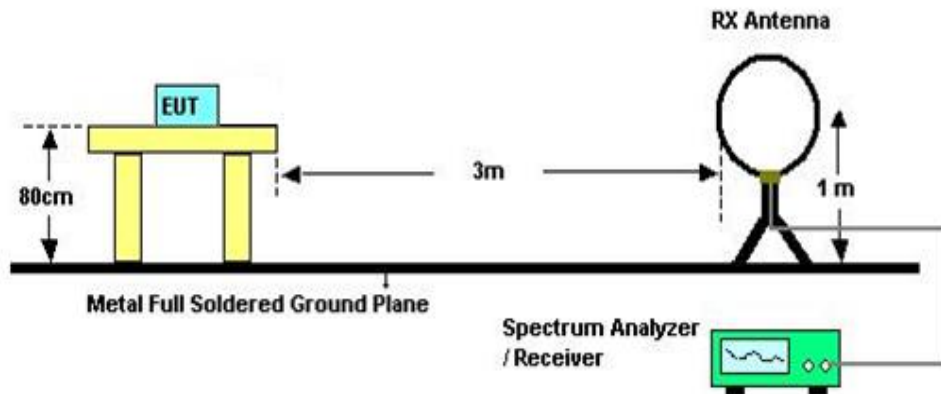 RX Antenna
EUT
3m
80cm
1 m
Metal Full Soldered Ground Plane
Spectrum Analyzer
/ Receiver